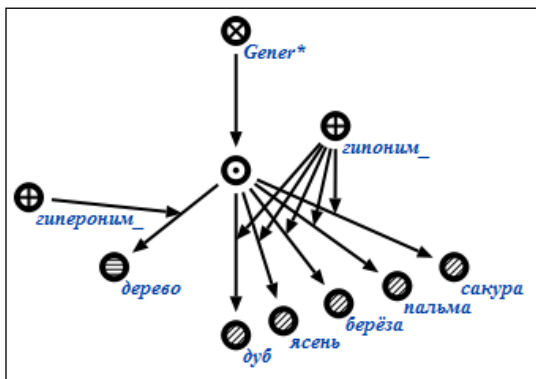 Gener*
гипоним_
гипероним_
дерево
сакура
пальма
берёза
ясень
дуб